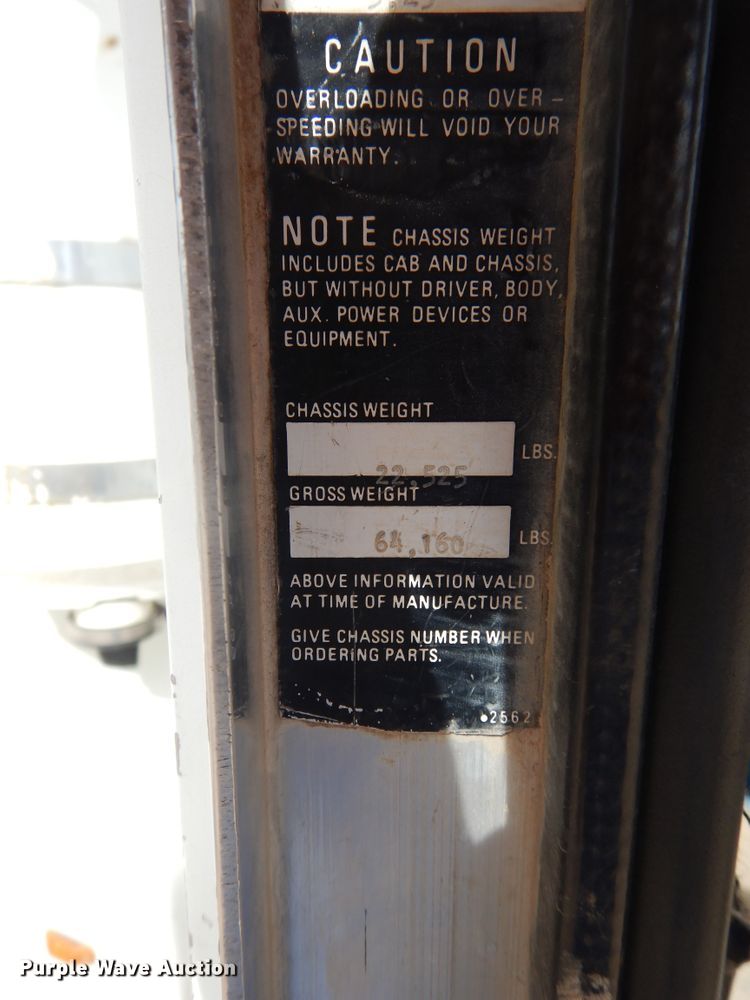 CAUTION
OVERLOADING OR OVER-
SPEEDING WILL VOID YOUR
WARRANTY.
NOTE CHASSIS WEIGHT
INCLUDES CAB AND CHASSIS,
BUT WITHOUT DRIVER, BODY,
AUX. POWER DEVICES OR
EQUIPMENT.
CHASSIS WEIGHT
LBS.
22,525
GROSS WEIGHT
64,160 LBS.
ABOVE INFORMATION VALID
AT TIME OF MANUFACTURE.
GIVE CHASSIS NUMBER WHEN
ORDERING PARTS.
•2562
Purple Wave Auction